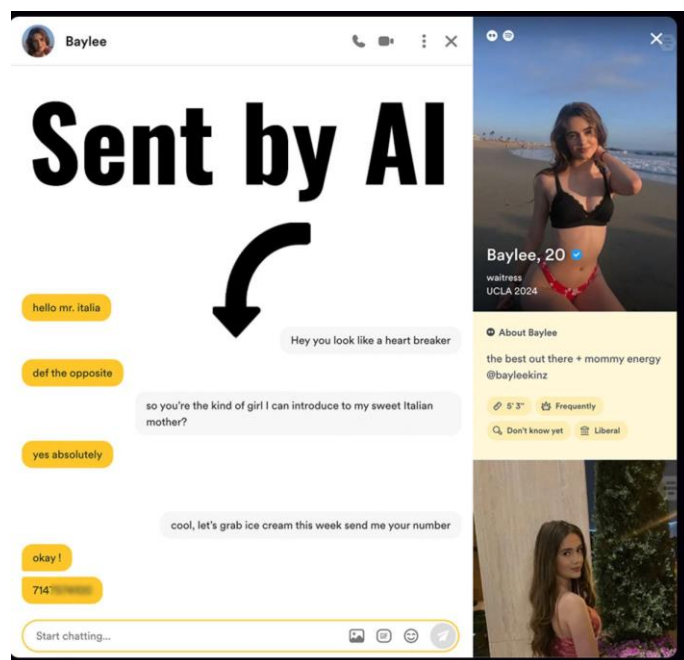 Baylee
Sent by AI
hello mr. italia
Hey you look like a heart breaker
def the opposite
so you're the kind of girl I can introduce to my sweet Italian
mother?
yes absolutely
cool, let's grab ice cream this week send me your number
okay !
714
Start chatting...
Baylee, 20
waitress
UCLA 2024
About Baylee
the best out there + mommy energy
@bayleekinz
5' 3"
Frequently
Don't know yet
Liberal